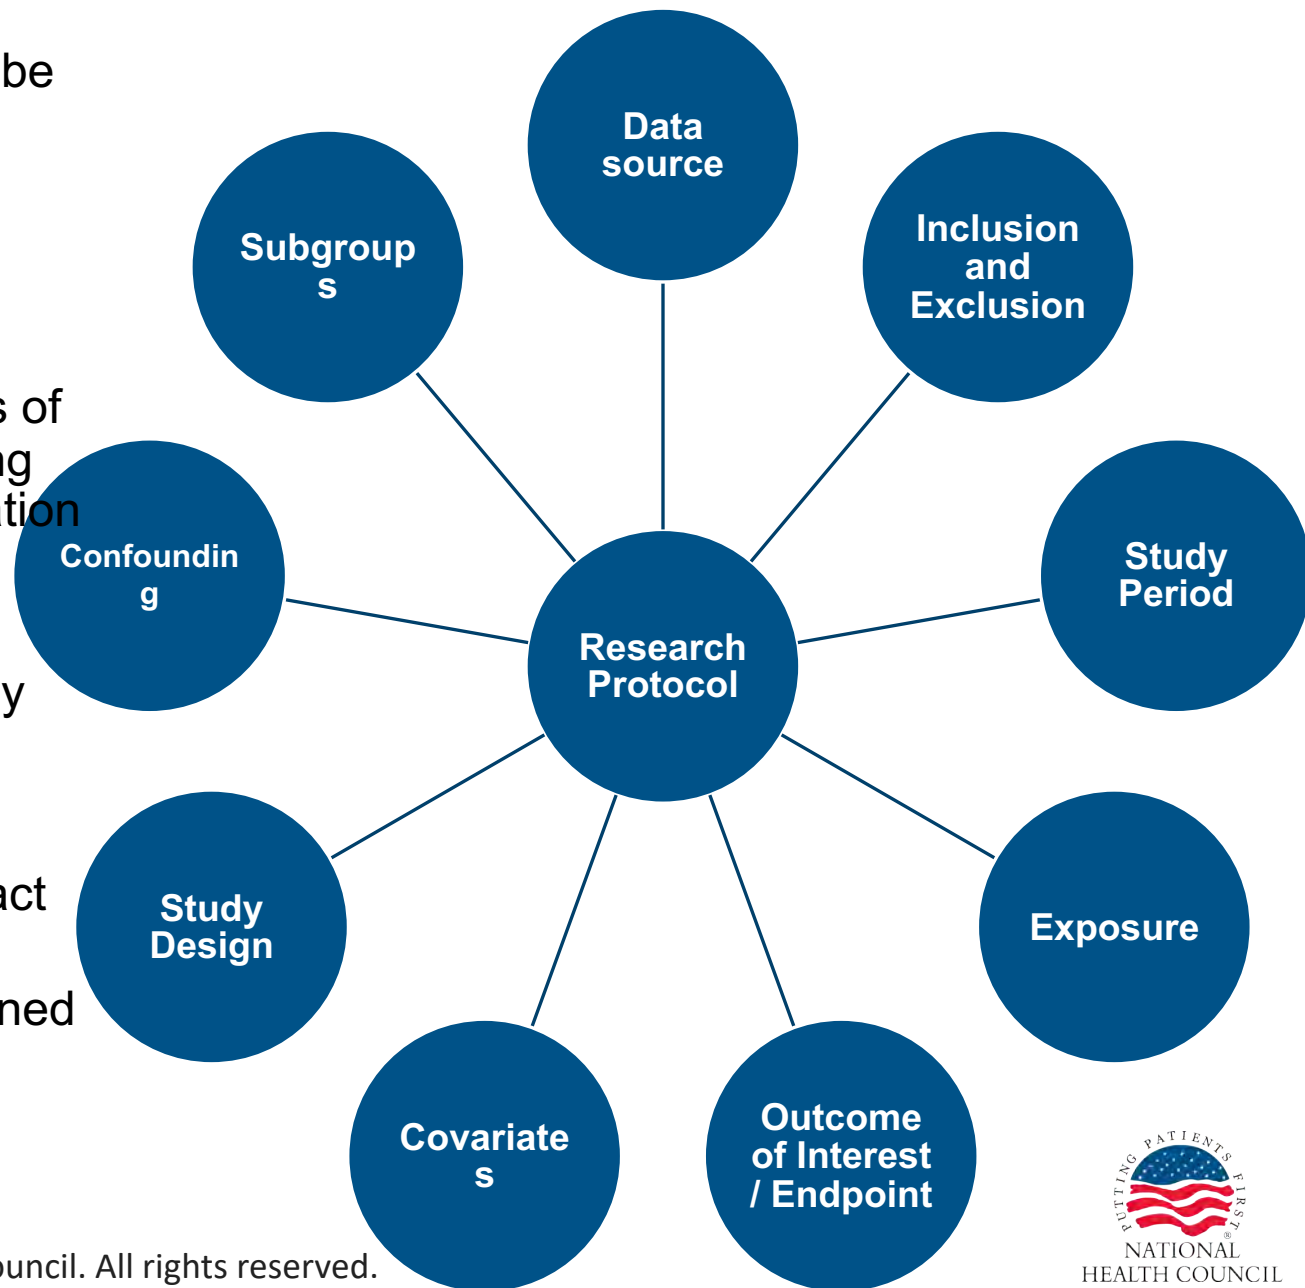 be
s of
ng
ation
y
act
ned
Data
source
Inclusion
and
Exclusion
Study
Period
Exposure
Outcome
of Interest
/ Endpoint
Covariate
s
Study
Design
Confoundin
g
Subgroup
s
Research
Protocol
ouncil. All rights reserved.
PUTTING PATIENTS FIRST
®
NATIONAL
HEALTH COUNCIL